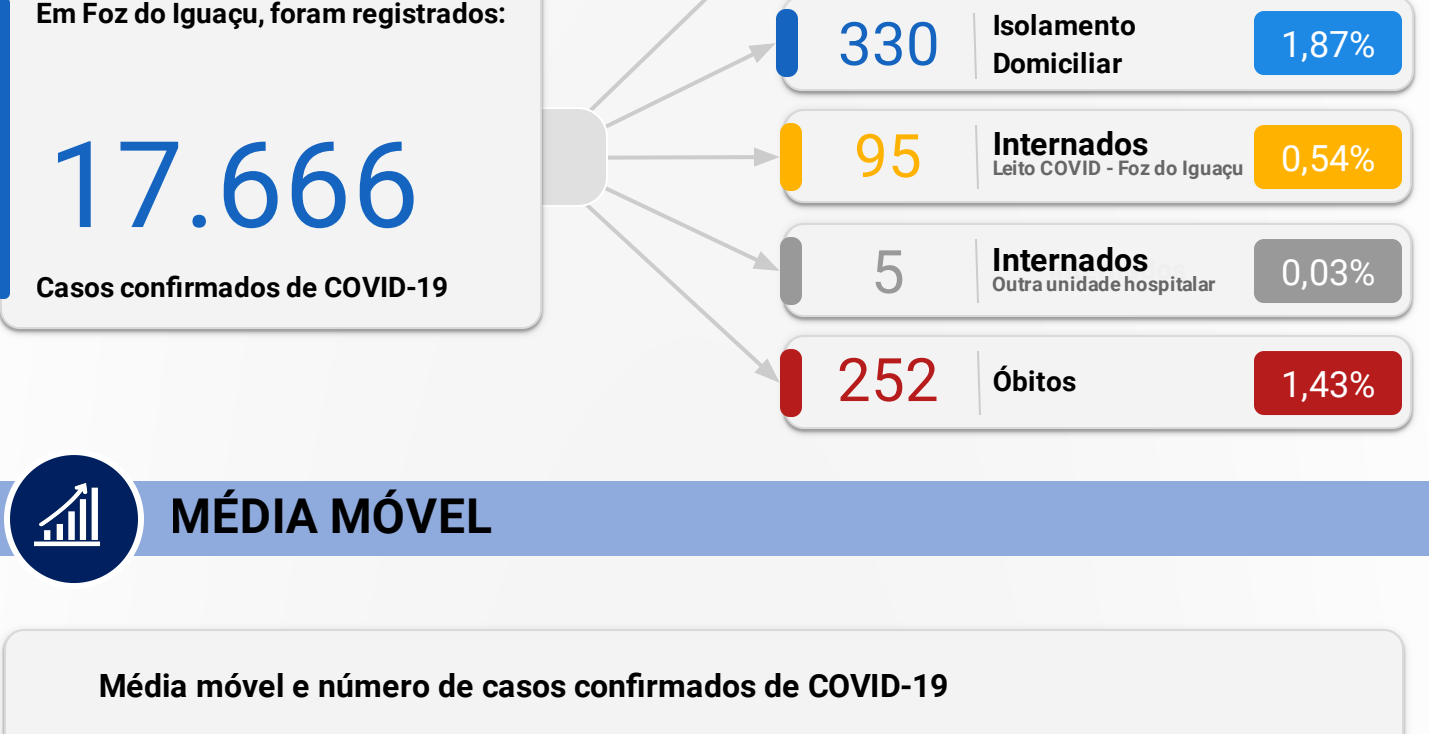 Em Foz do Iguaçu, foram registrados:
17.666
Casos confirmados de COVID-19
330
Isolamento
Domiciliar
1,87%
95
Internados
Leito COVID - Foz do Iguaçu
0,54%
5
Internados
Outra unidade hospitalar
0,03%
252
Óbitos
1,43%
MÉDIA MÓVEL
Média móvel e número de casos confirmados de COVID-19